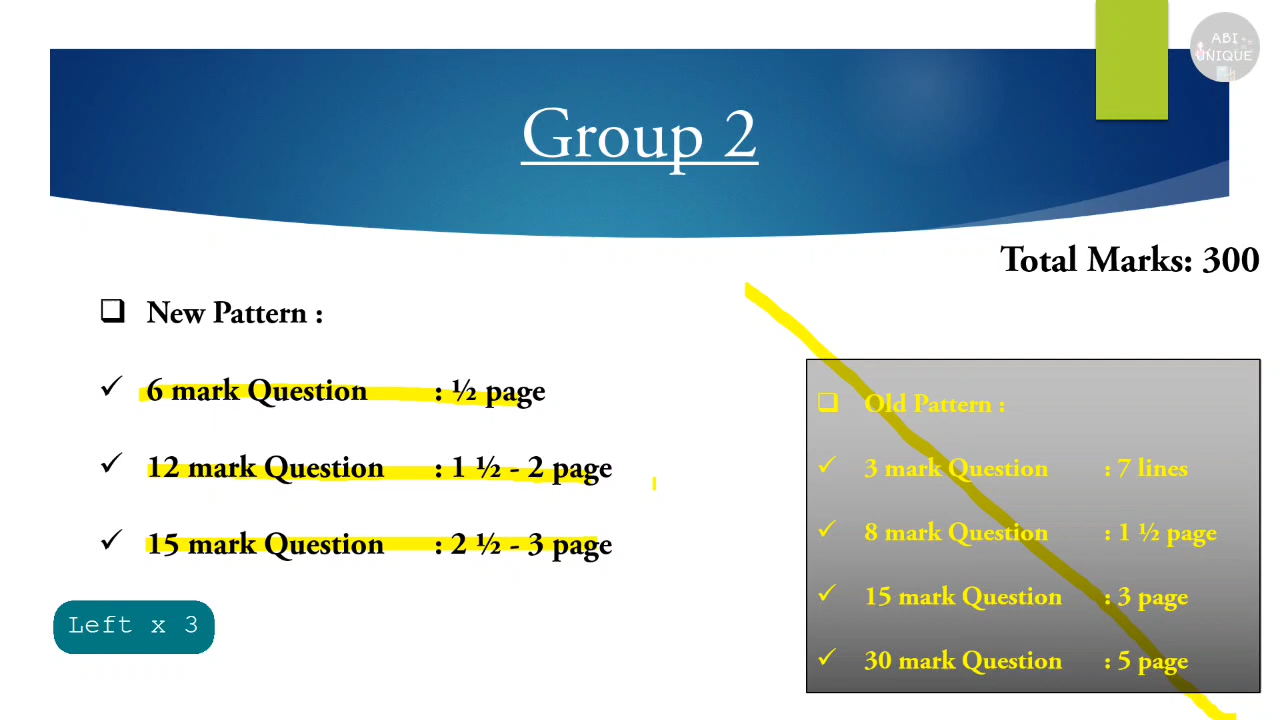 ABI
UNIQUE
Group 2
Total Marks: 300
New Pattern :
6 mark Question : ½ page
12 mark Question : 1 ½ - 2 page
15 mark Question : 2 ½ - 3 page
Old Pattern :
3 mark Question : 7 lines
8 mark Question : 1 ½ page
15 mark Question : 3 page
30 mark Question : 5 page
Left x 3